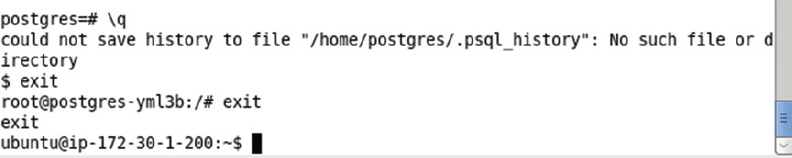 postgres=# \q
could not save history to file "/home/postgres/.psql_history": No such file or d
irectory
$ exit
root@postgres-yml3b:/# exit
exit
ubuntu@ip-172-30-1-200:~$